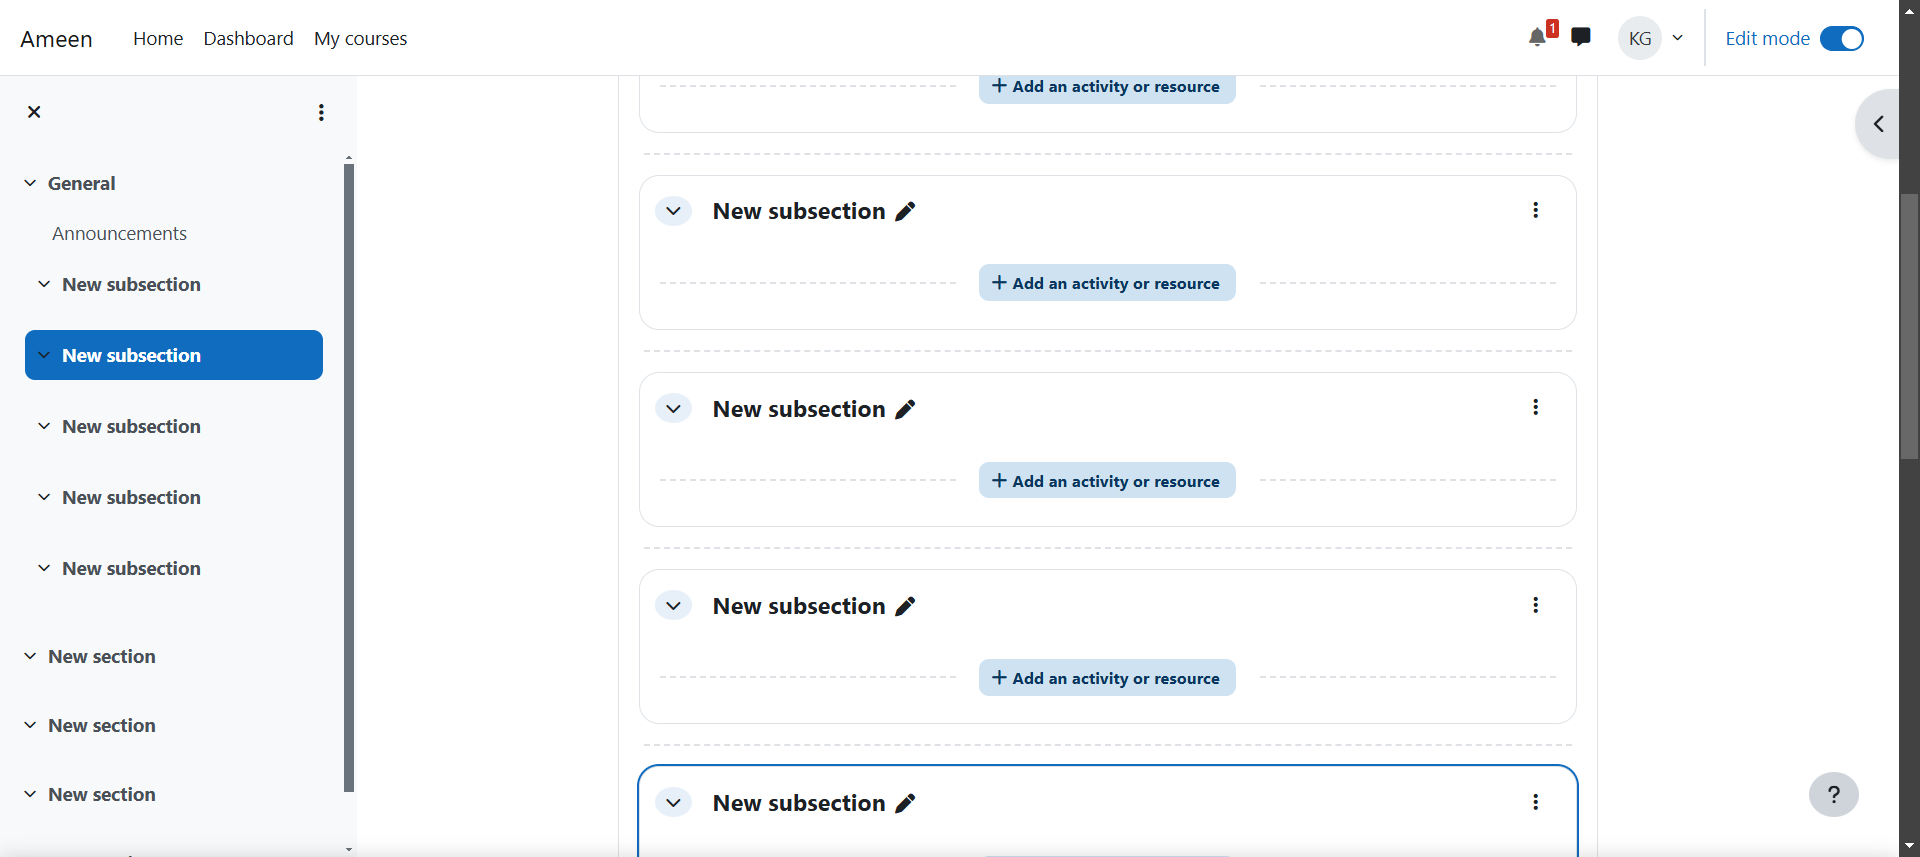 Ameen
Home
Dashboard
My courses
1
KG
Edit mode
General
Announcements
New subsection
New subsection
New subsection
New subsection
New subsection
New section
New section
New section
+ Add an activity or resource
New subsection
+ Add an activity or resource
New subsection
+ Add an activity or resource
New subsection
+ Add an activity or resource
New subsection
?